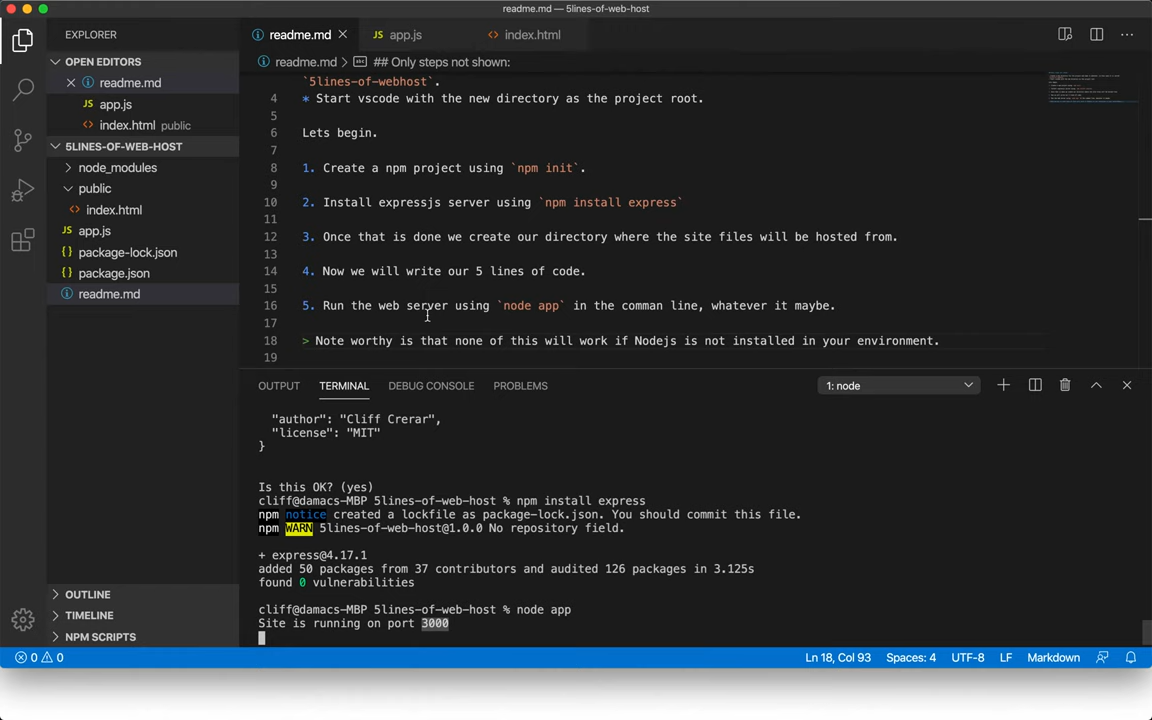 readme.md — 5lines-of-web-host
EXPLORER
OPEN EDITORS
readme.md
app.js
index.html public
5LINES-OF-WEB-HOST
node_modules
public
index.html
app.js
package-lock.json
package.json
readme.md
OUTLINE
TIMELINE
NPM SCRIPTS
readme.md
app.js
index.html
readme.md > ## Only steps not shown:
`5lines-of-webhost`.
4 * Start vscode with the new directory as the project root.
5
6 Lets begin.
7
8 1. Create a npm project using `npm init`.
9
10 2. Install expressjs server using `npm install express`
11
12 3. Once that is done we create our directory where the site files will be hosted from.
13
14 4. Now we will write our 5 lines of code.
15
16 5. Run the web server using `node app` in the comman line, whatever it maybe.
17
18 > Note worthy is that none of this will work if Nodejs is not installed in your environment.
19
OUTPUT TERMINAL DEBUG CONSOLE PROBLEMS
1: node
"author": "Cliff Crerar",
"license": "MIT"
}
Is this OK? (yes)
cliff@damacs-MBP 5lines-of-web-host % npm install express
npm notice created a lockfile as package-lock.json. You should commit this file.
npm WARN 5lines-of-web-host@1.0.0 No repository field.
+ express@4.17.1
added 50 packages from 37 contributors and audited 126 packages in 3.125s
found 0 vulnerabilities
cliff@damacs-MBP 5lines-of-web-host % node app
Site is running on port 3000
0 0
Ln 18, Col 93 Spaces: 4 UTF-8 LF Markdown